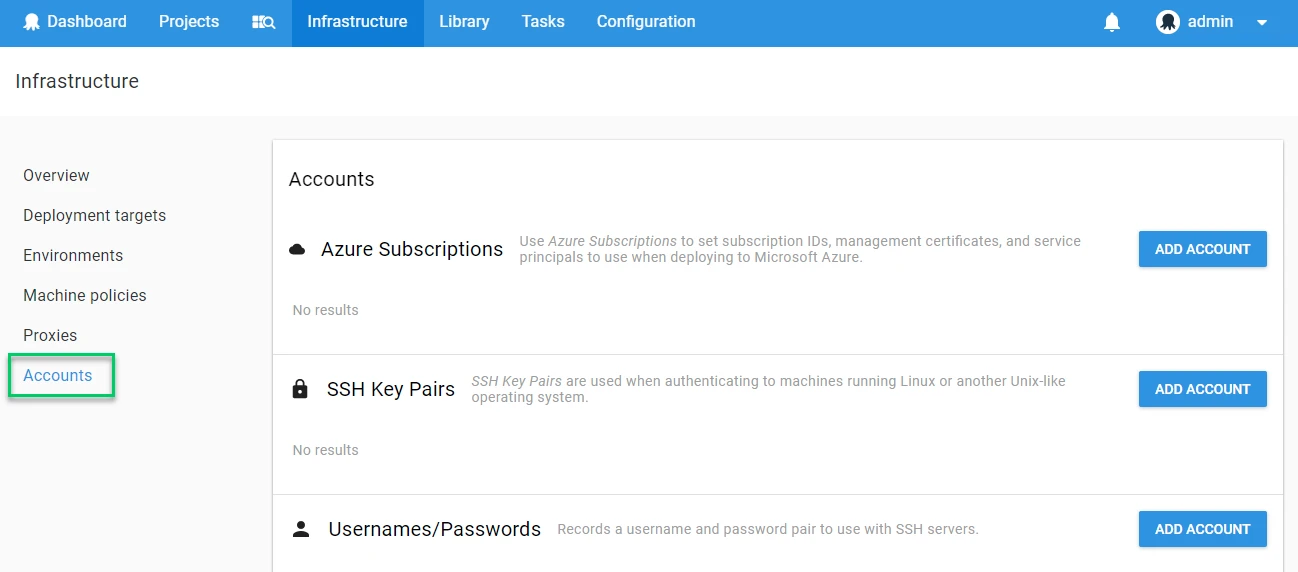 Dashboard Projects Infrastructure Library Tasks Configuration admin
Infrastructure
Overview
Deployment targets
Environments
Machine policies
Proxies
Accounts
Accounts
Azure Subscriptions
Use Azure Subscriptions to set subscription IDs, management certificates, and service
principals to use when deploying to Microsoft Azure.
ADD ACCOUNT
No results
SSH Key Pairs
SSH Key Pairs are used when authenticating to machines running Linux or another Unix-like
operating system.
ADD ACCOUNT
No results
Usernames/Passwords
Records a username and password pair to use with SSH servers.
ADD ACCOUNT